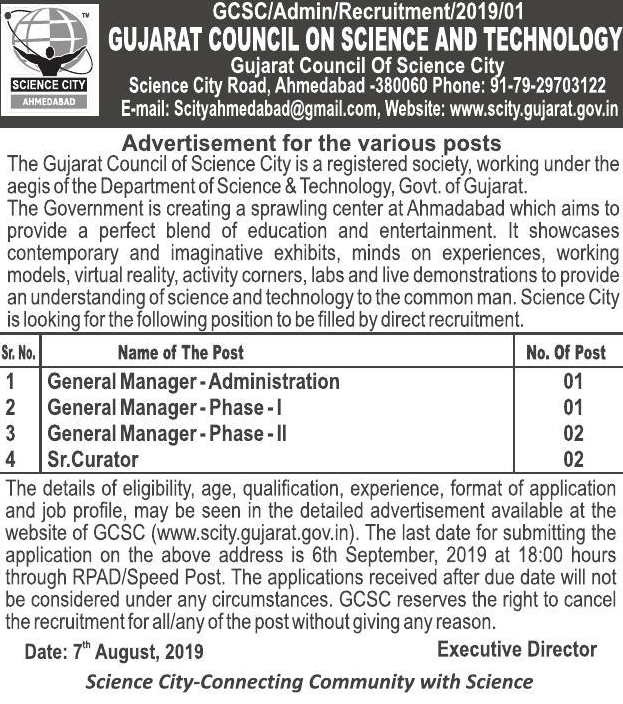 GCSC/Admin/Recruitment/2019/01
GUJARAT COUNCIL ON SCIENCE AND TECHNOLOGY
Gujarat Council Of Science City
Science City Road, Ahmedabad -380060 Phone: 91-79-29703122
E-mail: Scityahmedabad@gmail.com, Website: www.scity.gujarat.gov.in
TM
SCIENCE CITY
AHMEDABAD
Advertisement for the various posts
The Gujarat Council of Science City is a registered society, working under the
aegis of the Department of Science & Technology, Govt. of Gujarat.
The Government is creating a sprawling center at Ahmadabad which aims to
provide a perfect blend of education and entertainment. It showcases
contemporary and imaginative exhibits, minds on experiences, working
models, virtual reality, activity corners, labs and live demonstrations to provide
an understanding of science and technology to the common man. Science City
is looking for the following position to be filled by direct recruitment.
Sr. No. Name of The Post No. Of Post
1 General Manager - Administration 01
2 General Manager - Phase - I 01
3 General Manager - Phase - II 02
4 Sr.Curator 02
The details of eligibility, age, qualification, experience, format of application
and job profile, may be seen in the detailed advertisement available at the
website of GCSC (www.scity.gujarat.gov.in). The last date for submitting the
application on the above address is 6th September, 2019 at 18:00 hours
through RPAD/Speed Post. The applications received after due date will not
be considered under any circumstances. GCSC reserves the right to cancel
the recruitment for all/any of the post without giving any reason.
Date: 7th August, 2019 Executive Director
Science City-Connecting Community with Science